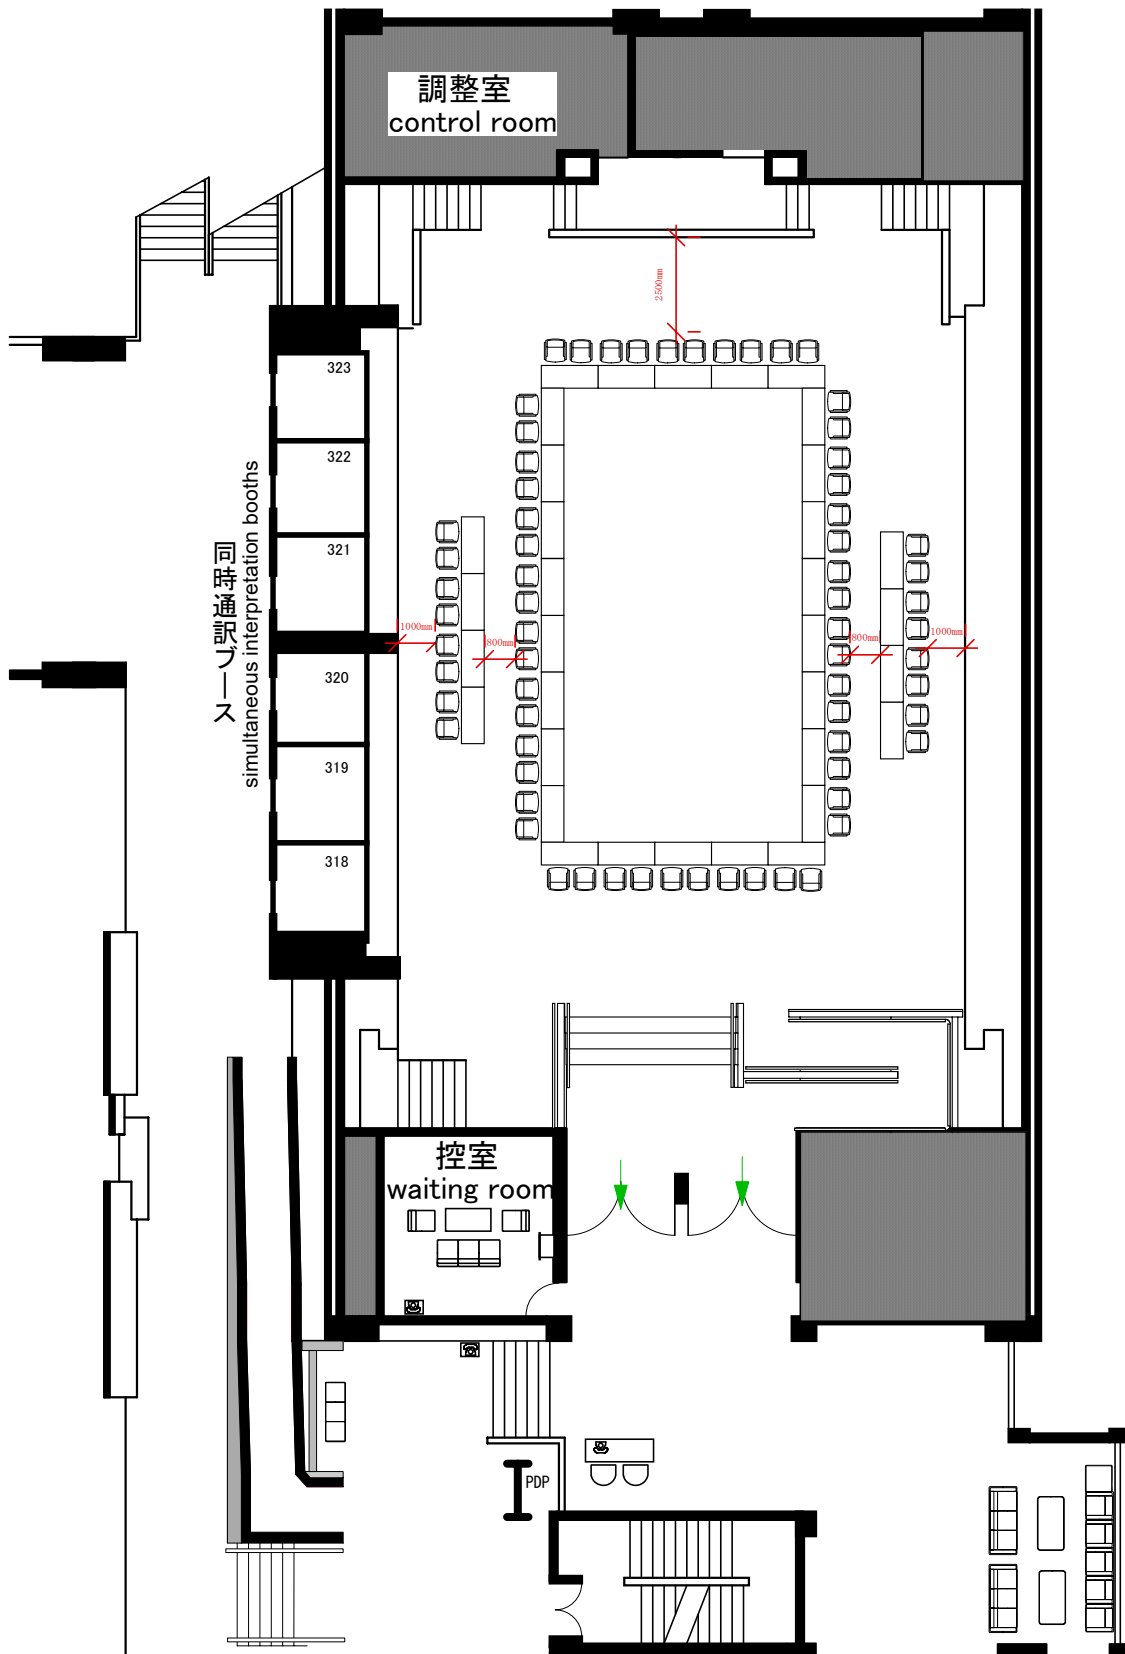 調整室
control room
2500mm
323
322
321
320
319
318
同時通訳ブース
simultaneous interpretation booths
1000mm
800mm
800mm
1000mm
控室
waiting room
PDP